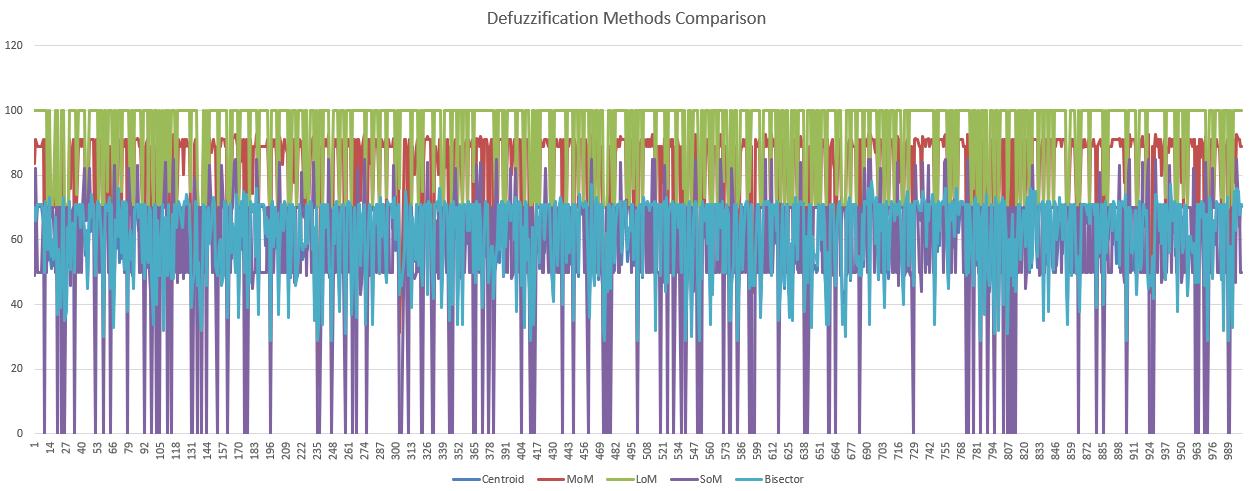 Defuzzification Methods Comparison
120
100
80
60
40
20
0
1 14 27 40 53 66 79 92 105 118 131 144 157 170 183 196 209 222 235 248 261 274 287 300 313 326 339 352 365 378 391 404 417 430 443 456 469 482 495 508 521 534 547 560 573 586 599 612 625 638 651 664 677 690 703 716 729 742 755 768 781 794 807 820 833 846 859 872 885 898 911 924 937 950 963 976 989
Centroid MoM LoM SoM Bisector